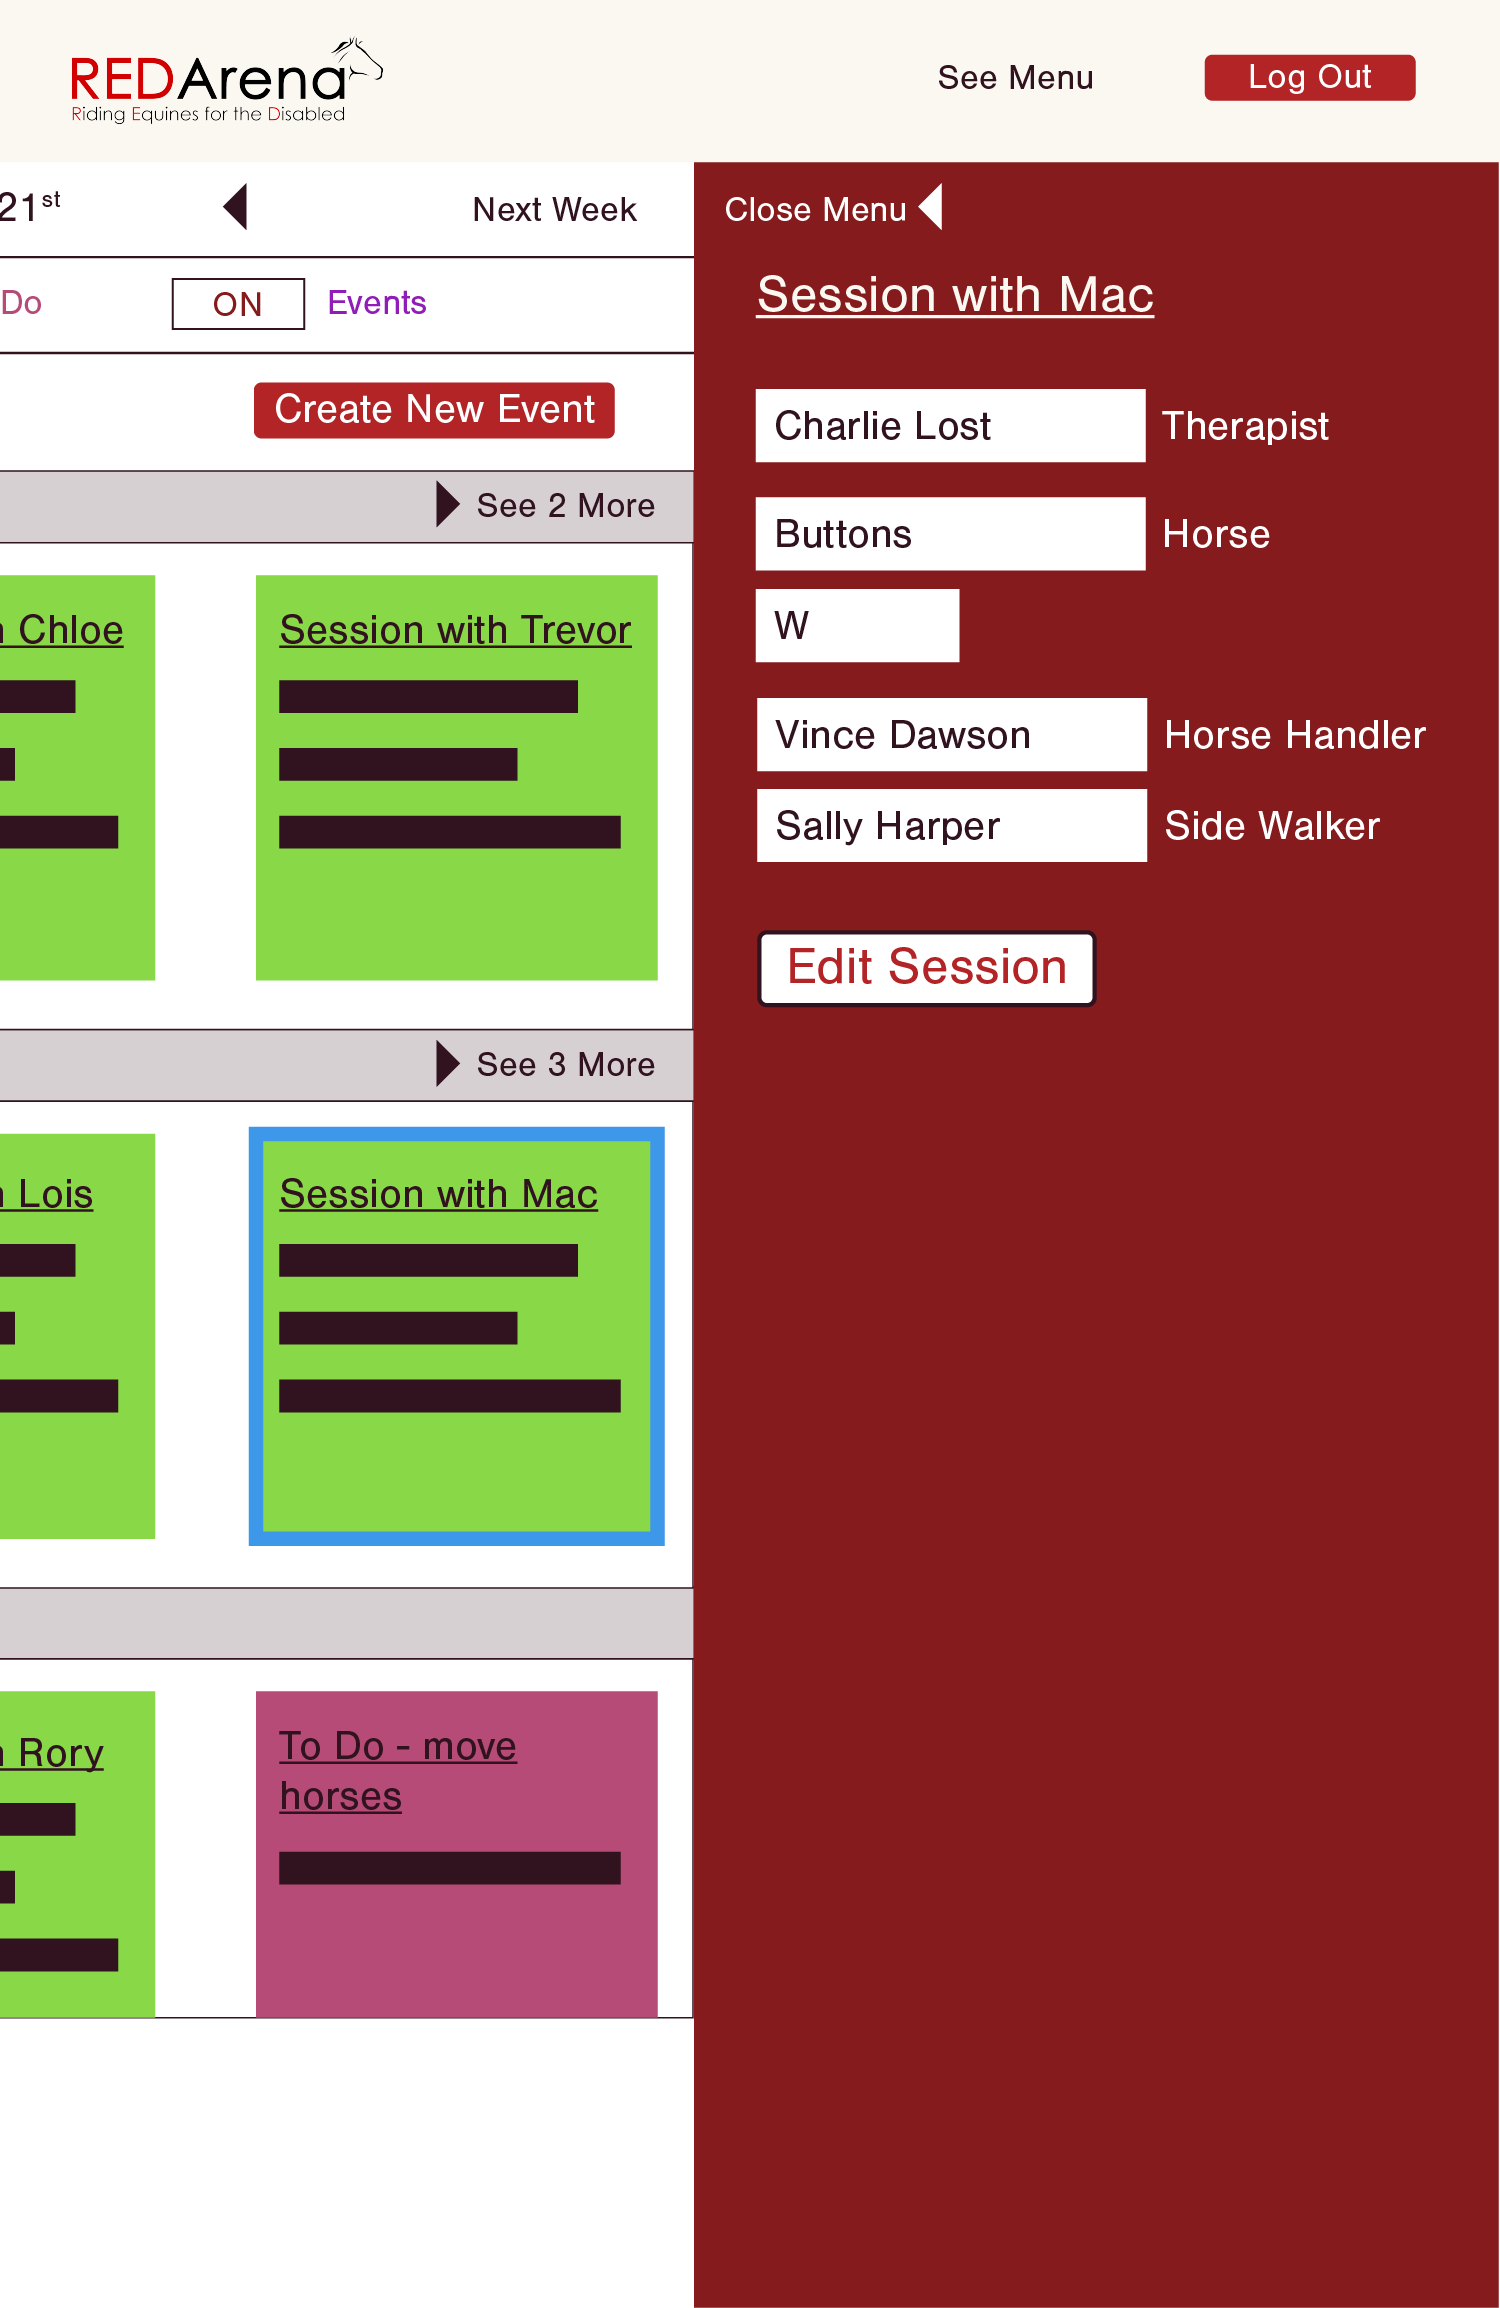 REDArena
Riding Equines for the Disabled
See Menu
Log Out
21st
Next Week
Do
ON
Events
Create New Event
See 2 More
Chloe
Session with Trevor
See 3 More
Lois
Session with Mac
Rory
To Do - move
horses
Close Menu
Session with Mac
Charlie Lost
Therapist
Buttons
Horse
W
Vince Dawson
Horse Handler
Sally Harper
Side Walker
Edit Session